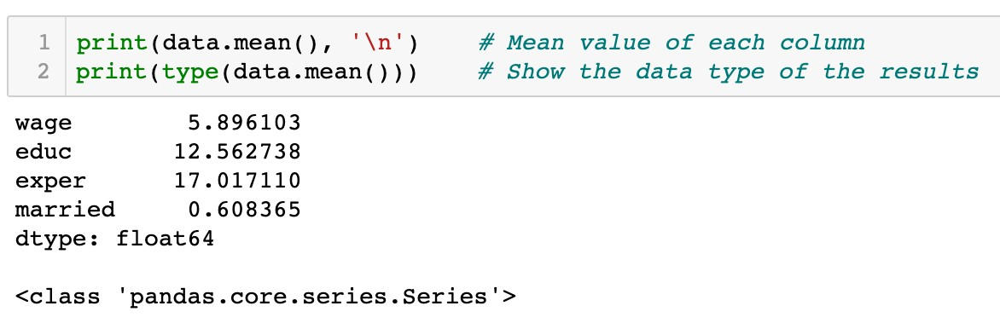 1 print(data.mean(), '\n')    # Mean value of each column
2 print(type(data.mean()))    # Show the data type of the results
wage        5.896103
educ       12.562738
exper      17.017110
married     0.608365
dtype: float64
<class 'pandas.core.series.Series'>